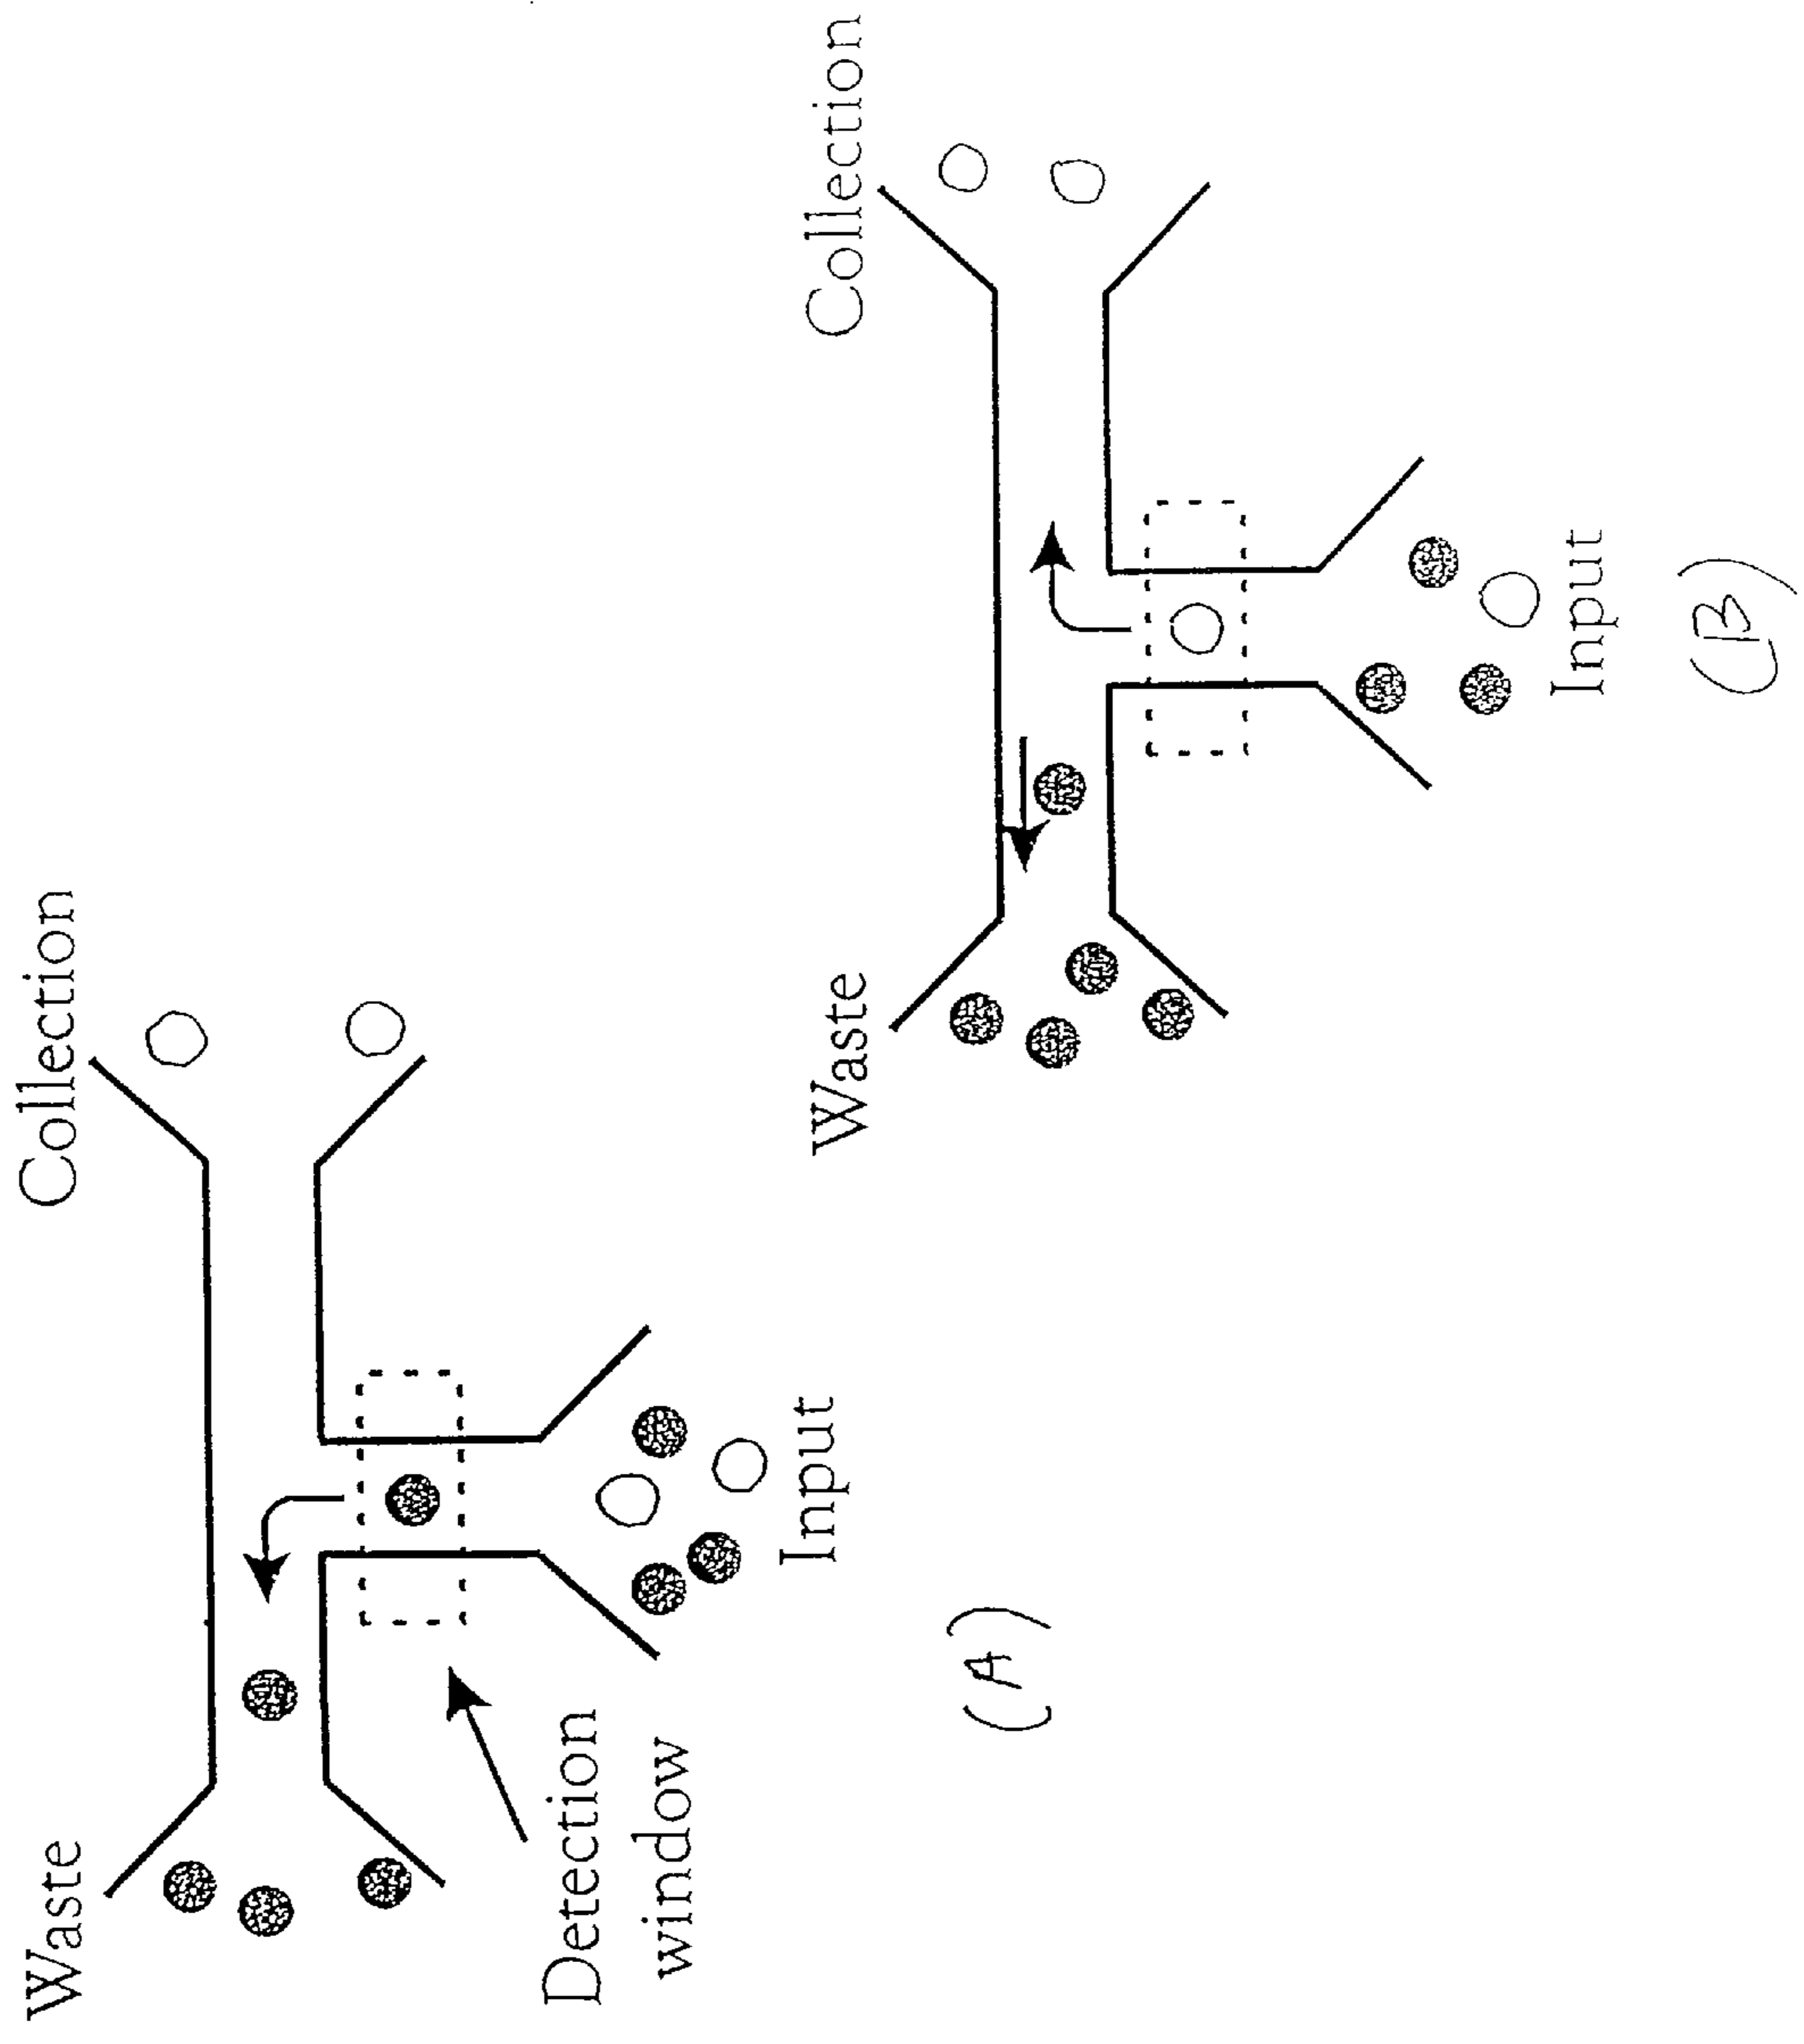 Waste
Collection
Detection
window
Input
(A)
Waste
Collection
Input
(B)